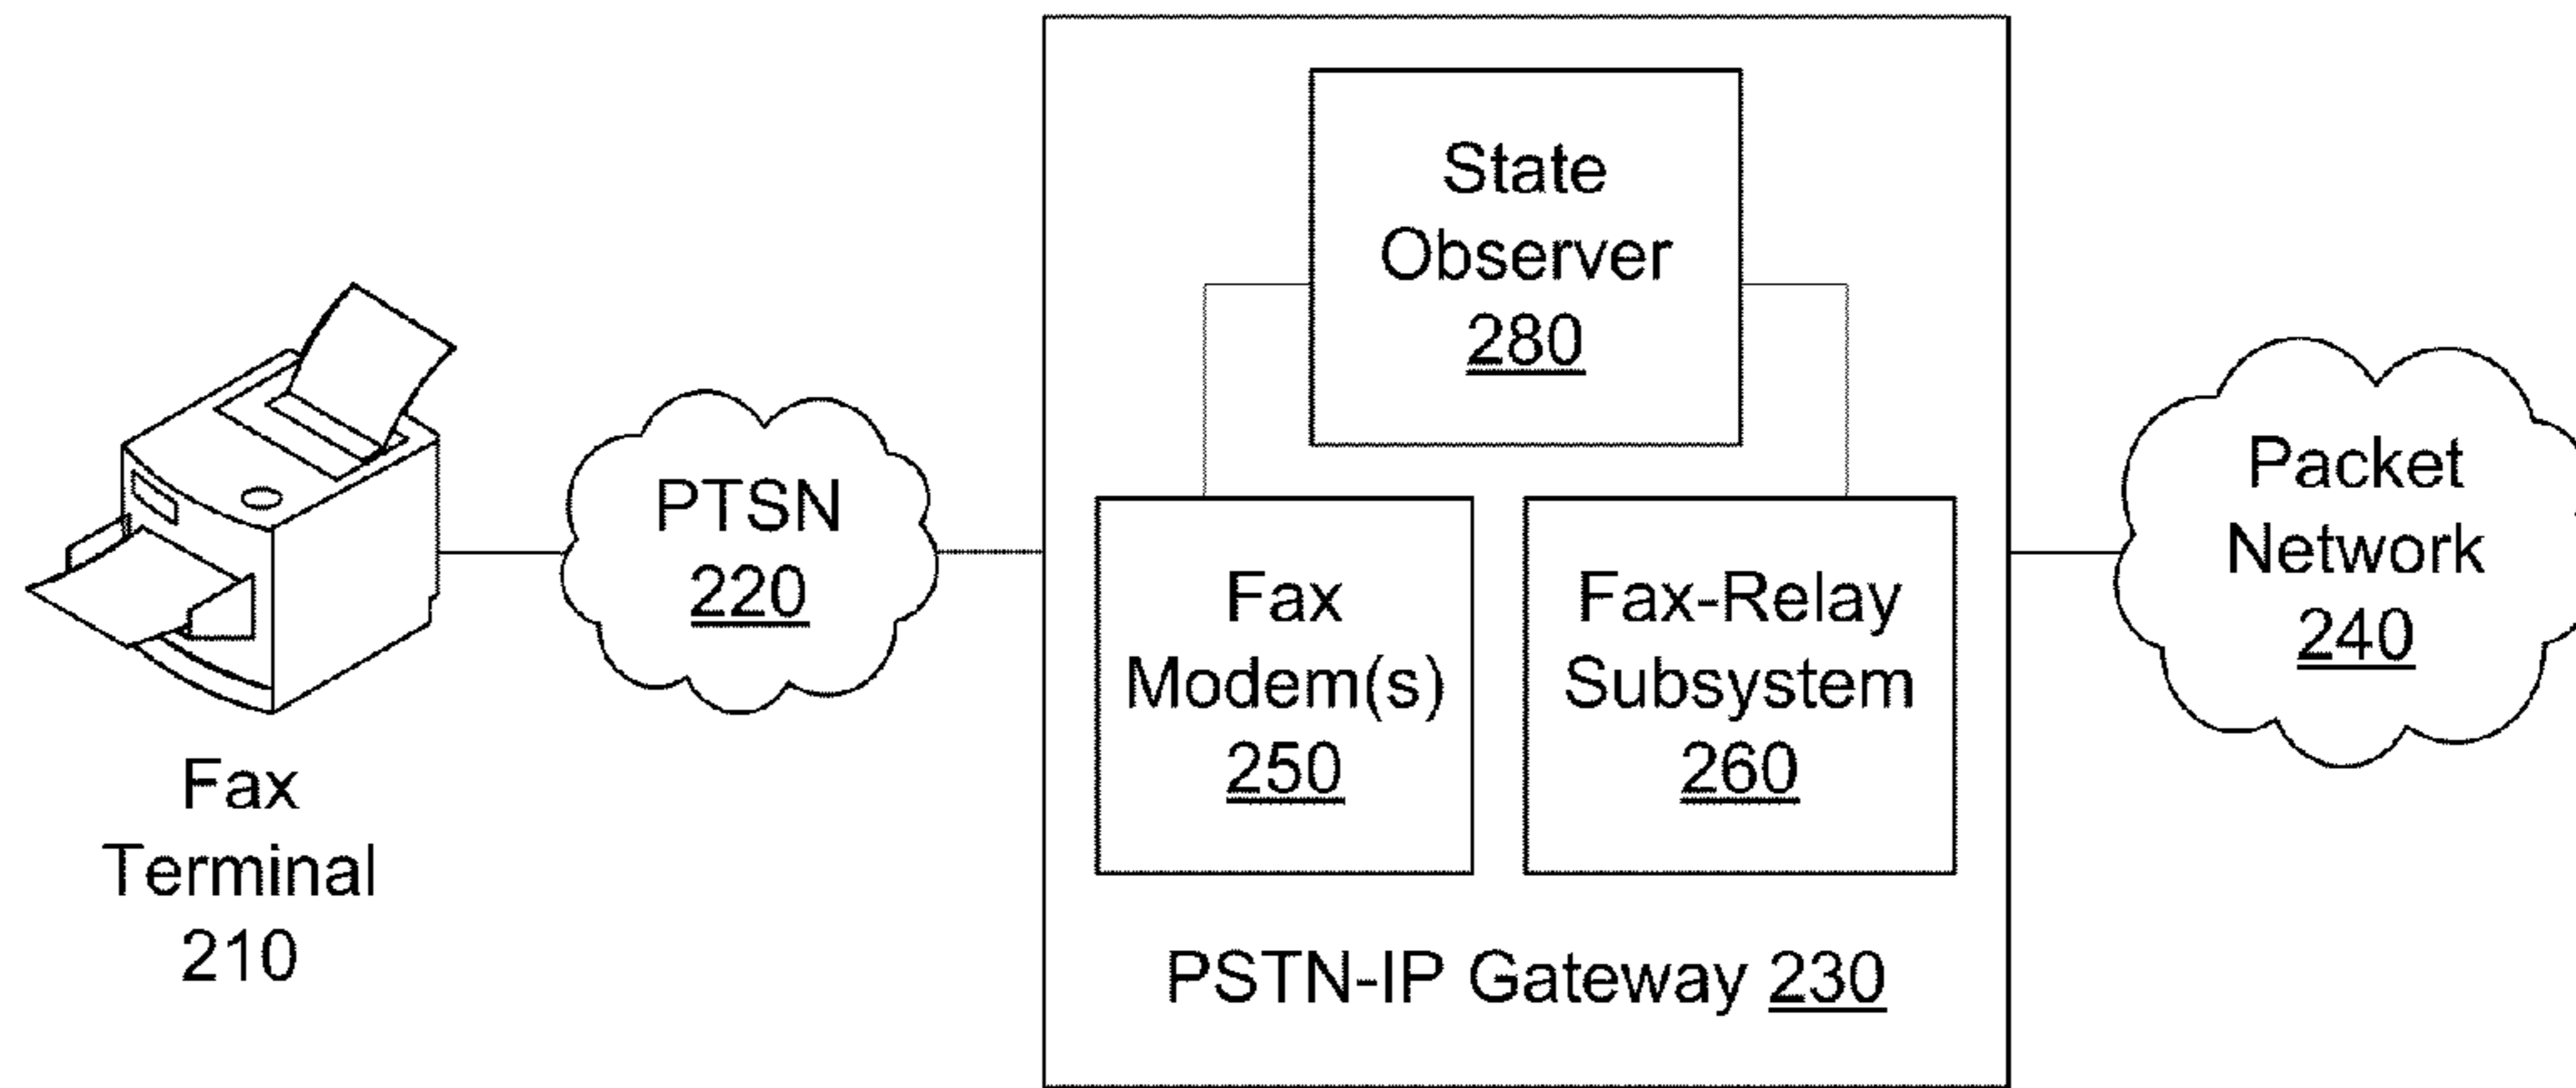 Fax
Terminal
210
PTSN
220
State
Observer
280
Fax
Modem(s)
250
Fax-Relay
Subsystem
260
PSTN-IP Gateway 230
Packet
Network
240